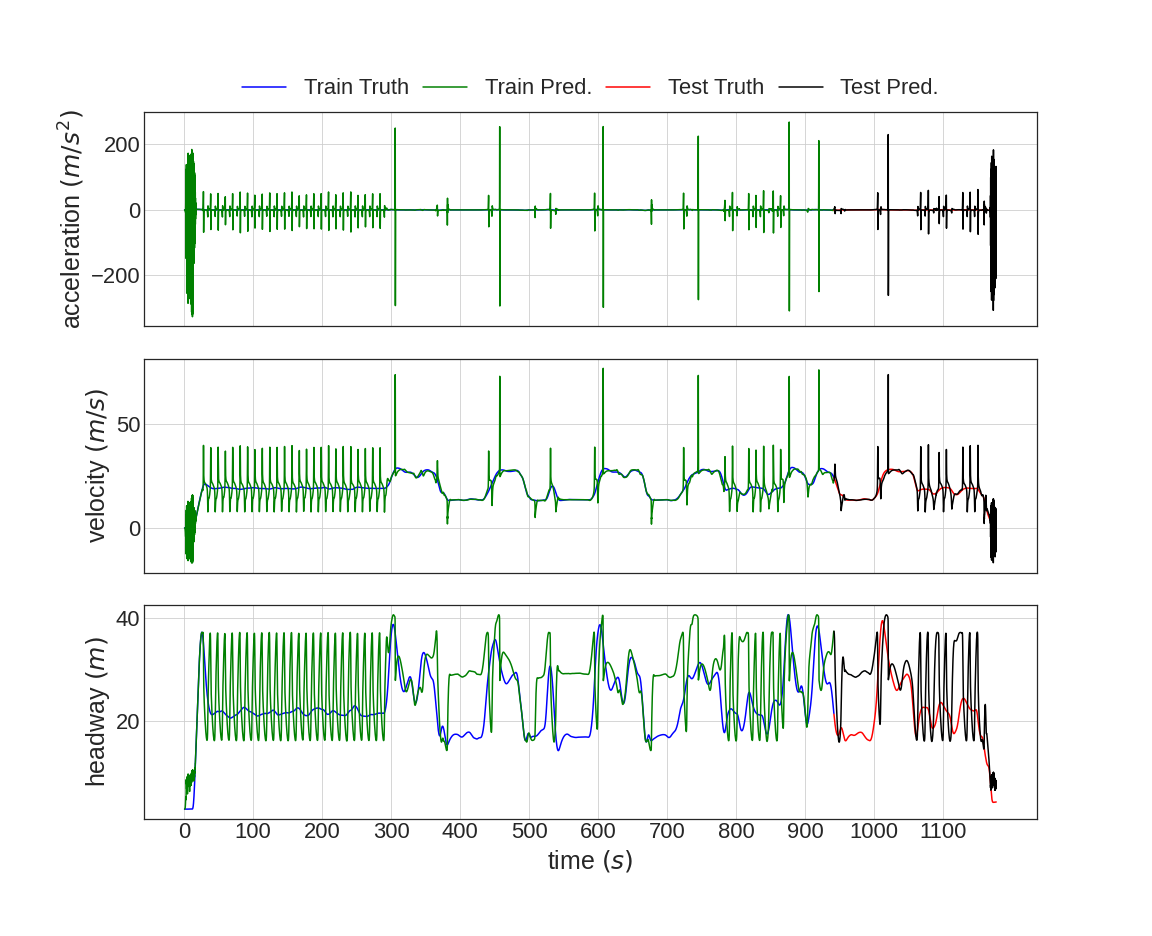 Train Truth Train Pred. Test Truth Test Pred.
acceleration (m/s²)
200
0
−200
velocity (m/s)
50
0
headway (m)
40
20
0 100 200 300 400 500 600 700 800 900 1000 1100
time (s)